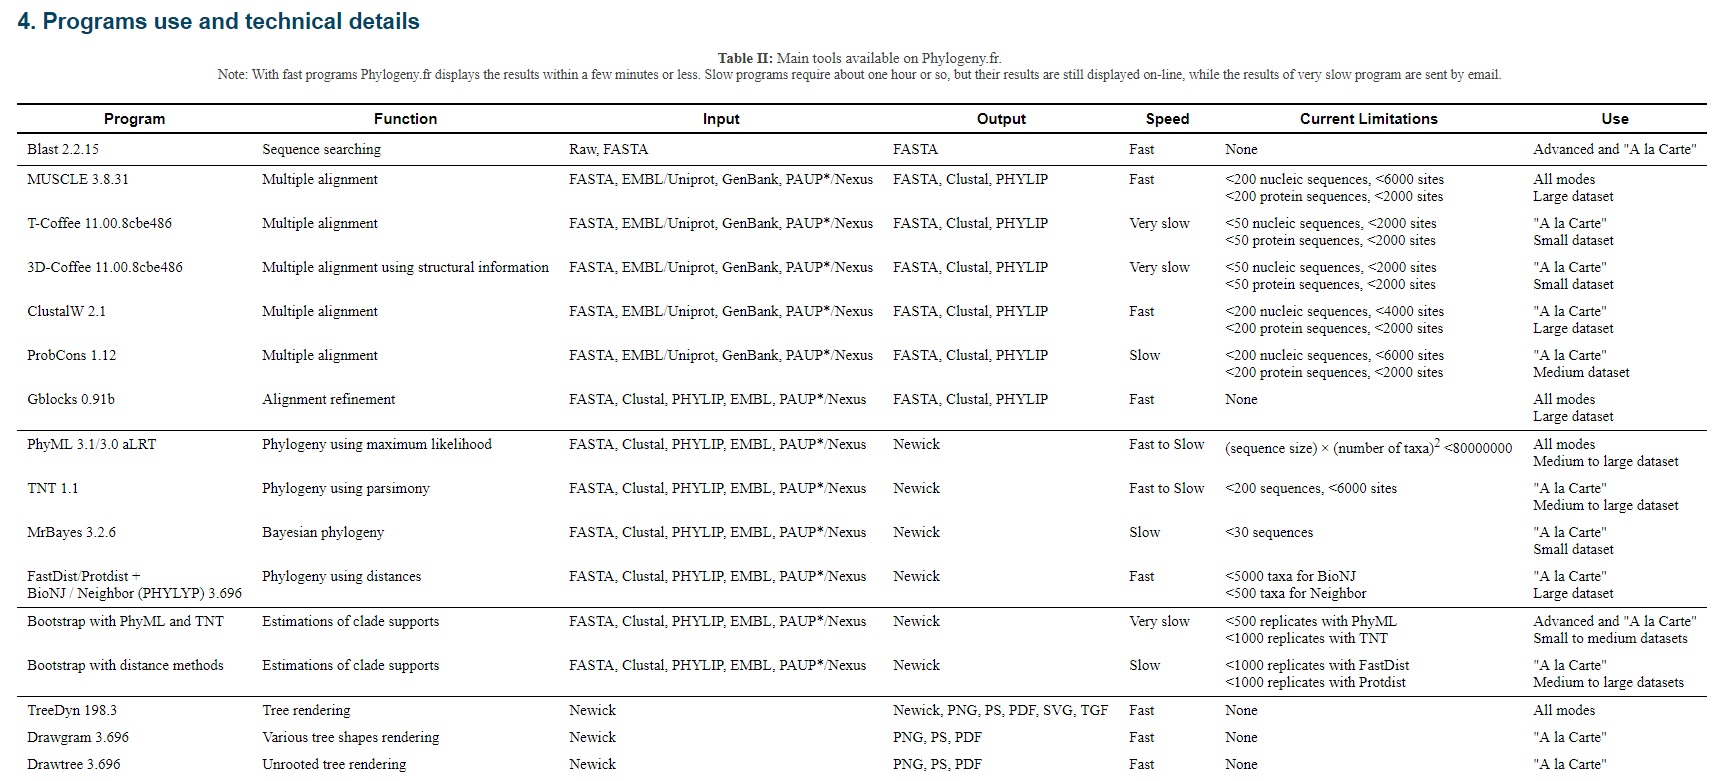 4. Programs use and technical details
Table II: Main tools available on Phylogeny.fr.
Note: With fast programs Phylogeny.fr displays the results within a few minutes or less. Slow programs require about one hour or so, but their results are still displayed on-line, while the results of very slow program are sent by email.
Program Function Input Output Speed Current Limitations Use
Blast 2.2.15 Sequence searching Raw, FASTA FASTA Fast None Advanced and "A la Carte"
MUSCLE 3.8.31 Multiple alignment FASTA, EMBL/Uniprot, GenBank, PAUP*/Nexus FASTA, Clustal, PHYLIP Fast <200 nucleic sequences, <6000 sites All modes
<200 protein sequences, <2000 sites Large dataset
T-Coffee 11.00.8cbe486 Multiple alignment FASTA, EMBL/Uniprot, GenBank, PAUP*/Nexus FASTA, Clustal, PHYLIP Very slow <50 nucleic sequences, <2000 sites "A la Carte"
<50 protein sequences, <2000 sites Small dataset
3D-Coffee 11.00.8cbe486 Multiple alignment using structural information FASTA, EMBL/Uniprot, GenBank, PAUP*/Nexus FASTA, Clustal, PHYLIP Very slow <50 nucleic sequences, <2000 sites "A la Carte"
<50 protein sequences, <2000 sites Small dataset
ClustalW 2.1 Multiple alignment FASTA, EMBL/Uniprot, GenBank, PAUP*/Nexus FASTA, Clustal, PHYLIP Fast <200 nucleic sequences, <4000 sites "A la Carte"
<200 protein sequences, <2000 sites Large dataset
ProbCons 1.12 Multiple alignment FASTA, EMBL/Uniprot, GenBank, PAUP*/Nexus FASTA, Clustal, PHYLIP Slow <200 nucleic sequences, <6000 sites "A la Carte"
<200 protein sequences, <2000 sites Medium dataset
Gblocks 0.91b Alignment refinement FASTA, Clustal, PHYLIP, EMBL, PAUP*/Nexus FASTA, Clustal, PHYLIP Fast None All modes
Large dataset
PhyML 3.1/3.0 aLRT Phylogeny using maximum likelihood FASTA, Clustal, PHYLIP, EMBL, PAUP*/Nexus Newick Fast to Slow (sequence size) × (number of taxa)² <80000000 All modes
Medium to large dataset
TNT 1.1 Phylogeny using parsimony FASTA, Clustal, PHYLIP, EMBL, PAUP*/Nexus Newick Fast to Slow <200 sequences, <6000 sites "A la Carte"
Medium to large dataset
MrBayes 3.2.6 Bayesian phylogeny FASTA, Clustal, PHYLIP, EMBL, PAUP*/Nexus Newick Slow <30 sequences "A la Carte"
Small dataset
FastDist/Protdist + Phylogeny using distances FASTA, Clustal, PHYLIP, EMBL, PAUP*/Nexus Newick Fast <5000 taxa for BioNJ "A la Carte"
BioNJ / Neighbor (PHYLYP) 3.696 <500 taxa for Neighbor Large dataset
Bootstrap with PhyML and TNT Estimations of clade supports FASTA, Clustal, PHYLIP, EMBL, PAUP*/Nexus Newick Very slow <500 replicates with PhyML Advanced and "A la Carte"
<1000 replicates with TNT Small to medium datasets
Bootstrap with distance methods Estimations of clade supports FASTA, Clustal, PHYLIP, EMBL, PAUP*/Nexus Newick Slow <1000 replicates with FastDist "A la Carte"
<1000 replicates with Protdist Medium to large datasets
TreeDyn 198.3 Tree rendering Newick Newick, PNG, PS, PDF, SVG, TGF Fast None All modes
Drawgram 3.696 Various tree shapes rendering Newick PNG, PS, PDF Fast None "A la Carte"
Drawtree 3.696 Unrooted tree rendering Newick PNG, PS, PDF Fast None "A la Carte"